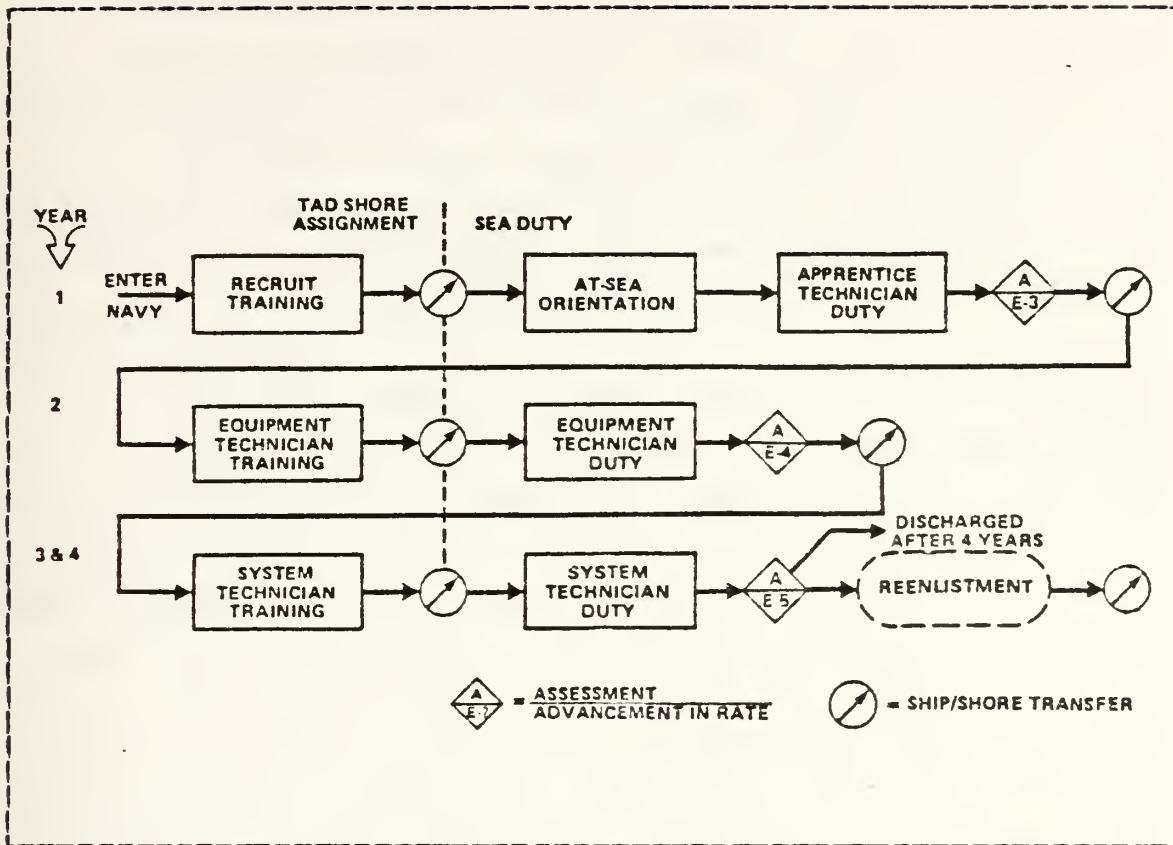 YEAR
TAD SHORE
ASSIGNMENT
SEA DUTY
1
ENTER
NAVY
RECRUIT
TRAINING
AT-SEA
ORIENTATION
APPRENTICE
TECHNICIAN
DUTY
A
E-3
2
EQUIPMENT
TECHNICIAN
TRAINING
EQUIPMENT
TECHNICIAN
DUTY
A
E-4
3 & 4
SYSTEM
TECHNICIAN
TRAINING
SYSTEM
TECHNICIAN
DUTY
A
E 5
DISCHARGED
AFTER 4 YEARS
REENLISTMENT
A
E-?
= ASSESSMENT
ADVANCEMENT IN RATE
= SHIP/SHORE TRANSFER